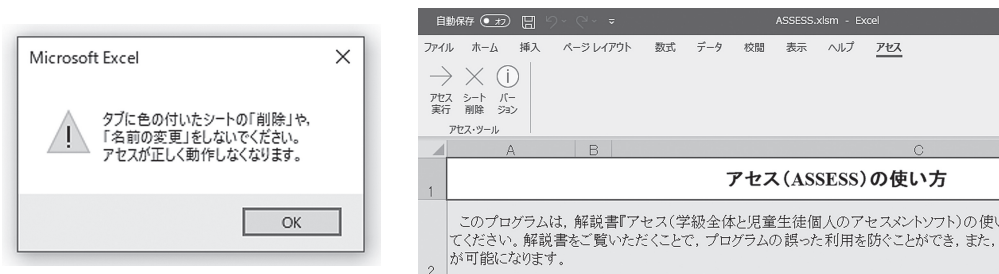 Microsoft Excel
タブに色の付いたシートの「削除」や、
「名前の変更」をしないでください。
アセスが正しく動作しなくなります。
OK
自動保存 オフ ASSESS.xlsm - Excel
ファイル ホーム 挿入 ページ レイアウト 数式 データ 校閲 表示 ヘルプ アセス
アセス シート バー
実行 削除 ジョン
アセス・ツール
A B C
1 アセス(ASSESS)の使い方
このプログラムは,解説書『アセス(学級全体と児童生徒個人のアセスメントソフト)の使い
てください。解説書をご覧いただくことで,プログラムの誤った利用を防ぐことができ,また,
2 が可能になります。